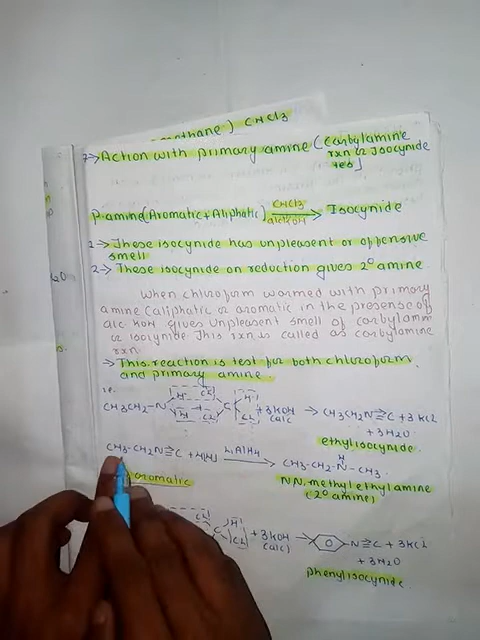 methane) CHCl3
7→ Action with primary amine (Carbylamine
rxn or Isocynide
test)
P-amine(Aromatic+Aliphatic) CHCl3 → Isocynide
alc KOH
1→ These isocynide has unpleasent or offensive
smell
2→ These isocynide on reduction gives 2° amine
When chloroform warmed with primary
amine (aliphatic or aromatic in the presence of
alc KOH gives Unpleasent smell of carbylamin
or isocynide This rxn is called as carbylamine
rxn.
→ This reaction is test for both chloroform
and primary amine.
i.e.
CH3CH2-N H H + Cl Cl C H Cl + 3KOH (alc → CH3CH2N≡C + 3KCl
+ 3H2O
ethylisocynide
CH3-CH2N≡C + 4[H] LiAlH4 → CH3-CH2-N-CH3
H
N,N. methylethylamine
(2° amine)
aromatic
Cl C H Cl + 3KOH (alc) → N≡C + 3KCl
+ 3H2O
phenylisocynide.